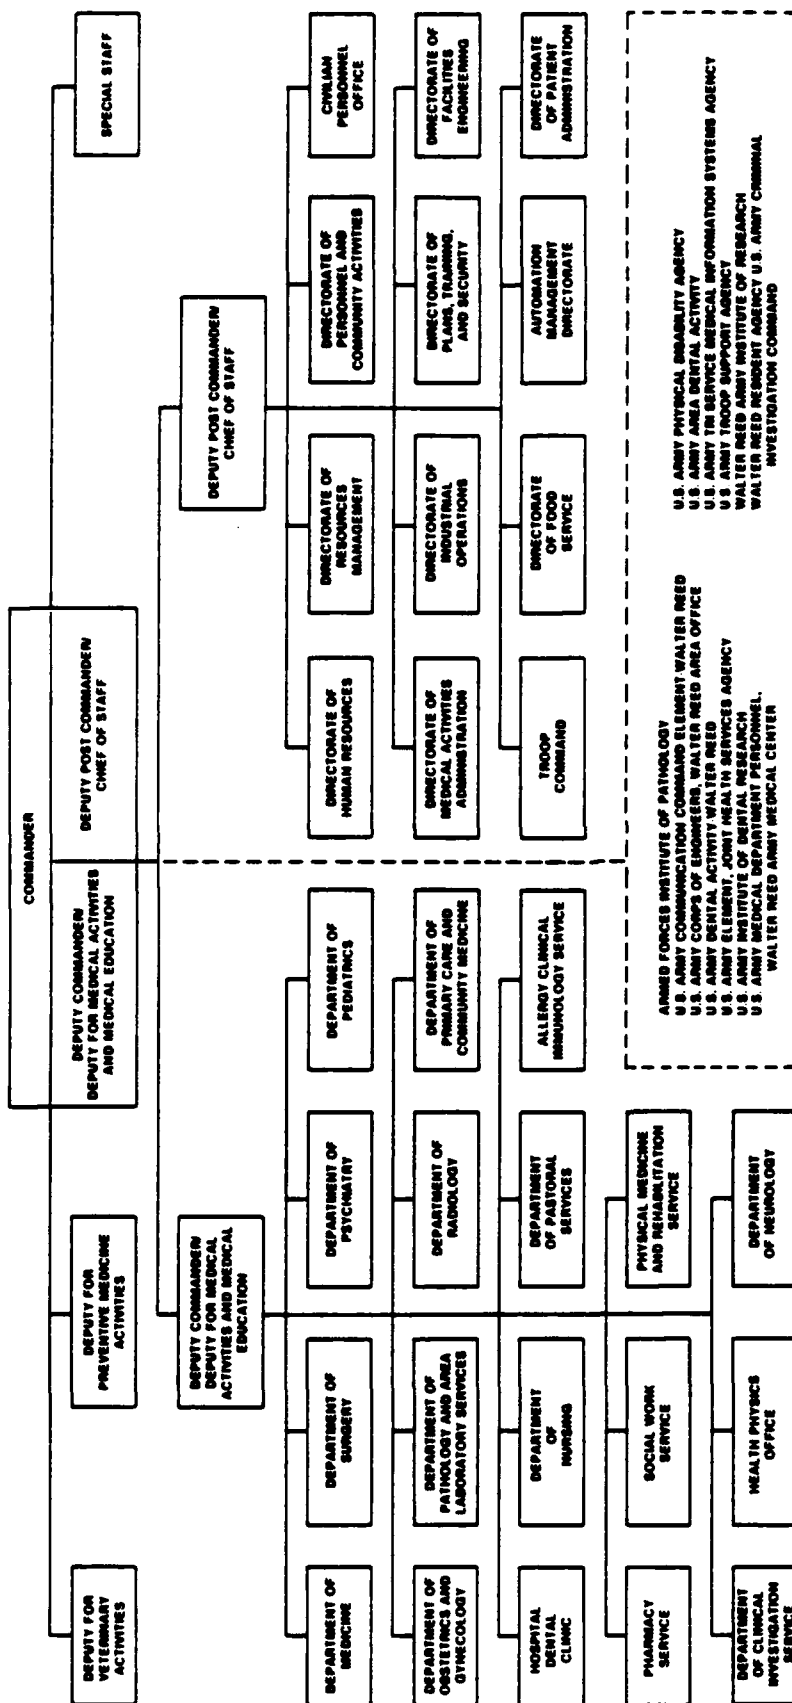 COMMANDER
DEPUTY COMMANDER/
DEPUTY FOR MEDICAL ACTIVITIES
AND MEDICAL EDUCATION
DEPUTY POST COMMANDER/
CHIEF OF STAFF
DEPUTY FOR
VETERINARY
ACTIVITIES
DEPUTY FOR
PREVENTIVE MEDICINE
ACTIVITIES
SPECIAL STAFF
DEPUTY COMMANDER/
DEPUTY FOR MEDICAL
ACTIVITIES AND MEDICAL
EDUCATION
DEPUTY POST COMMANDER/
CHIEF OF STAFF
DEPARTMENT OF
MEDICINE
DEPARTMENT OF
SURGERY
DEPARTMENT OF
PSYCHIATRY
DEPARTMENT OF
PEDIATRICS
DIRECTORATE OF
HUMAN RESOURCES
DIRECTORATE OF
RESOURCES
MANAGEMENT
DIRECTORATE OF
PERSONNEL AND
COMMUNITY ACTIVITIES
CIVILIAN
PERSONNEL
OFFICE
DEPARTMENT OF
OBSTETRICS AND
GYNECOLOGY
DEPARTMENT OF
PATHOLOGY AND AREA
LABORATORY SERVICES
DEPARTMENT OF
RADIOLOGY
DEPARTMENT OF
PRIMARY CARE AND
COMMUNITY MEDICINE
DIRECTORATE OF
MEDICAL ACTIVITIES
ADMINISTRATION
DIRECTORATE OF
INDUSTRIAL
OPERATIONS
DIRECTORATE OF
PLANS, TRAINING,
AND SECURITY
DIRECTORATE OF
FACILITIES
ENGINEERING
HOSPITAL
DENTAL
CLINIC
DEPARTMENT
OF
NURSING
DEPARTMENT
OF PASTORAL
SERVICES
ALLERGY CLINICAL
IMMUNOLOGY SERVICE
TROOP
COMMAND
DIRECTORATE
OF FOOD
SERVICE
AUTOMATION
MANAGEMENT
DIRECTORATE
DIRECTORATE
OF PATIENT
ADMINISTRATION
PHARMACY
SERVICE
SOCIAL WORK
SERVICE
PHYSICAL MEDICINE
AND REHABILITATION
SERVICE
DEPARTMENT
OF CLINICAL
INVESTIGATION
SERVICE
HEALTH PHYSICS
OFFICE
DEPARTMENT
OF NEUROLOGY
ARMED FORCES INSTITUTE OF PATHOLOGY
U.S. ARMY COMMUNICATION COMMAND ELEMENT WALTER REED
U.S. ARMY CORPS OF ENGINEERS, WALTER REED AREA OFFICE
U.S. ARMY DENTAL ACTIVITY WALTER REED
U.S. ARMY ELEMENT, JOINT HEALTH SERVICES AGENCY
U.S. ARMY INSTITUTE OF DENTAL RESEARCH
U.S. ARMY MEDICAL DEPARTMENT PERSONNEL,
WALTER REED ARMY MEDICAL CENTER
U.S. ARMY PHYSICAL DISABILITY AGENCY
U.S. ARMY AREA DENTAL ACTIVITY
U.S. ARMY TRI SERVICE MEDICAL INFORMATION SYSTEMS AGENCY
U.S ARMY TROOP SUPPORT AGENCY
WALTER REED ARMY INSTITUTE OF RESEARCH
WALTER REED RESIDENT AGENCY U.S. ARMY CRIMINAL
INVESTIGATION COMMAND